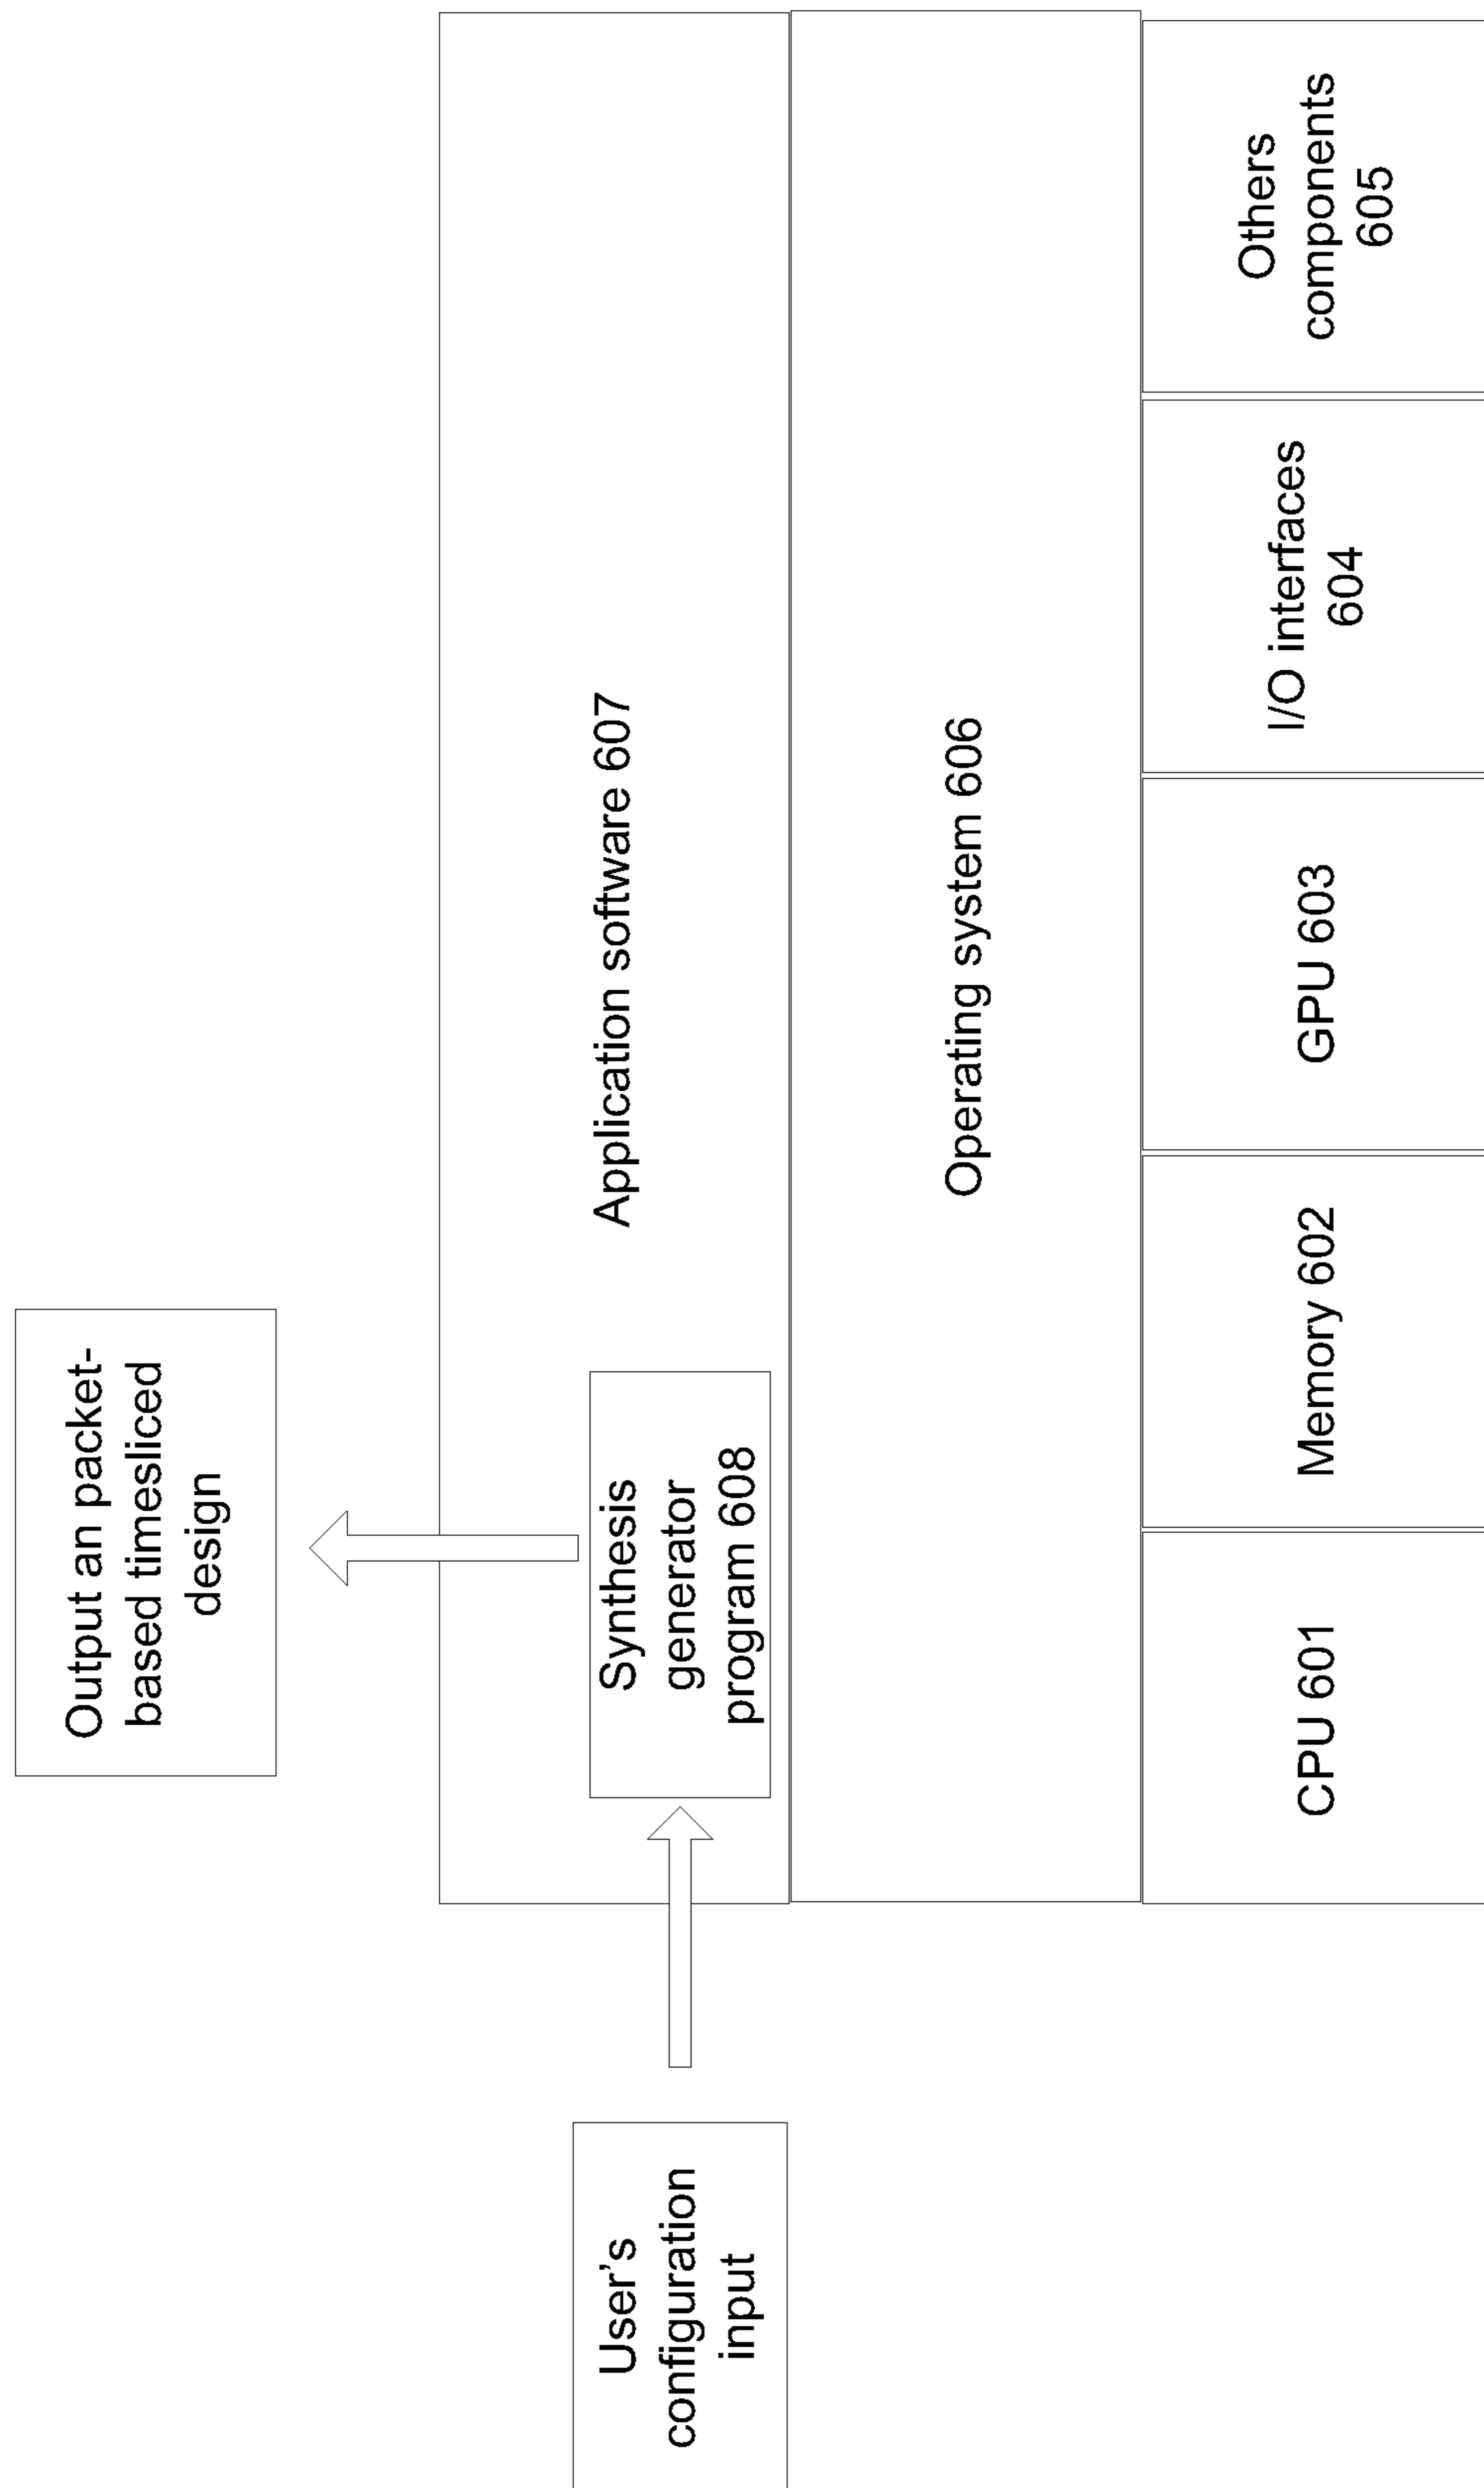 Output an packet-
based timesliced
design
Application software 607
User's
configuration
input
Synthesis
generator
program 608
Operating system 606
CPU 601
Memory 602
GPU 603
I/O interfaces
604
Others
components
605